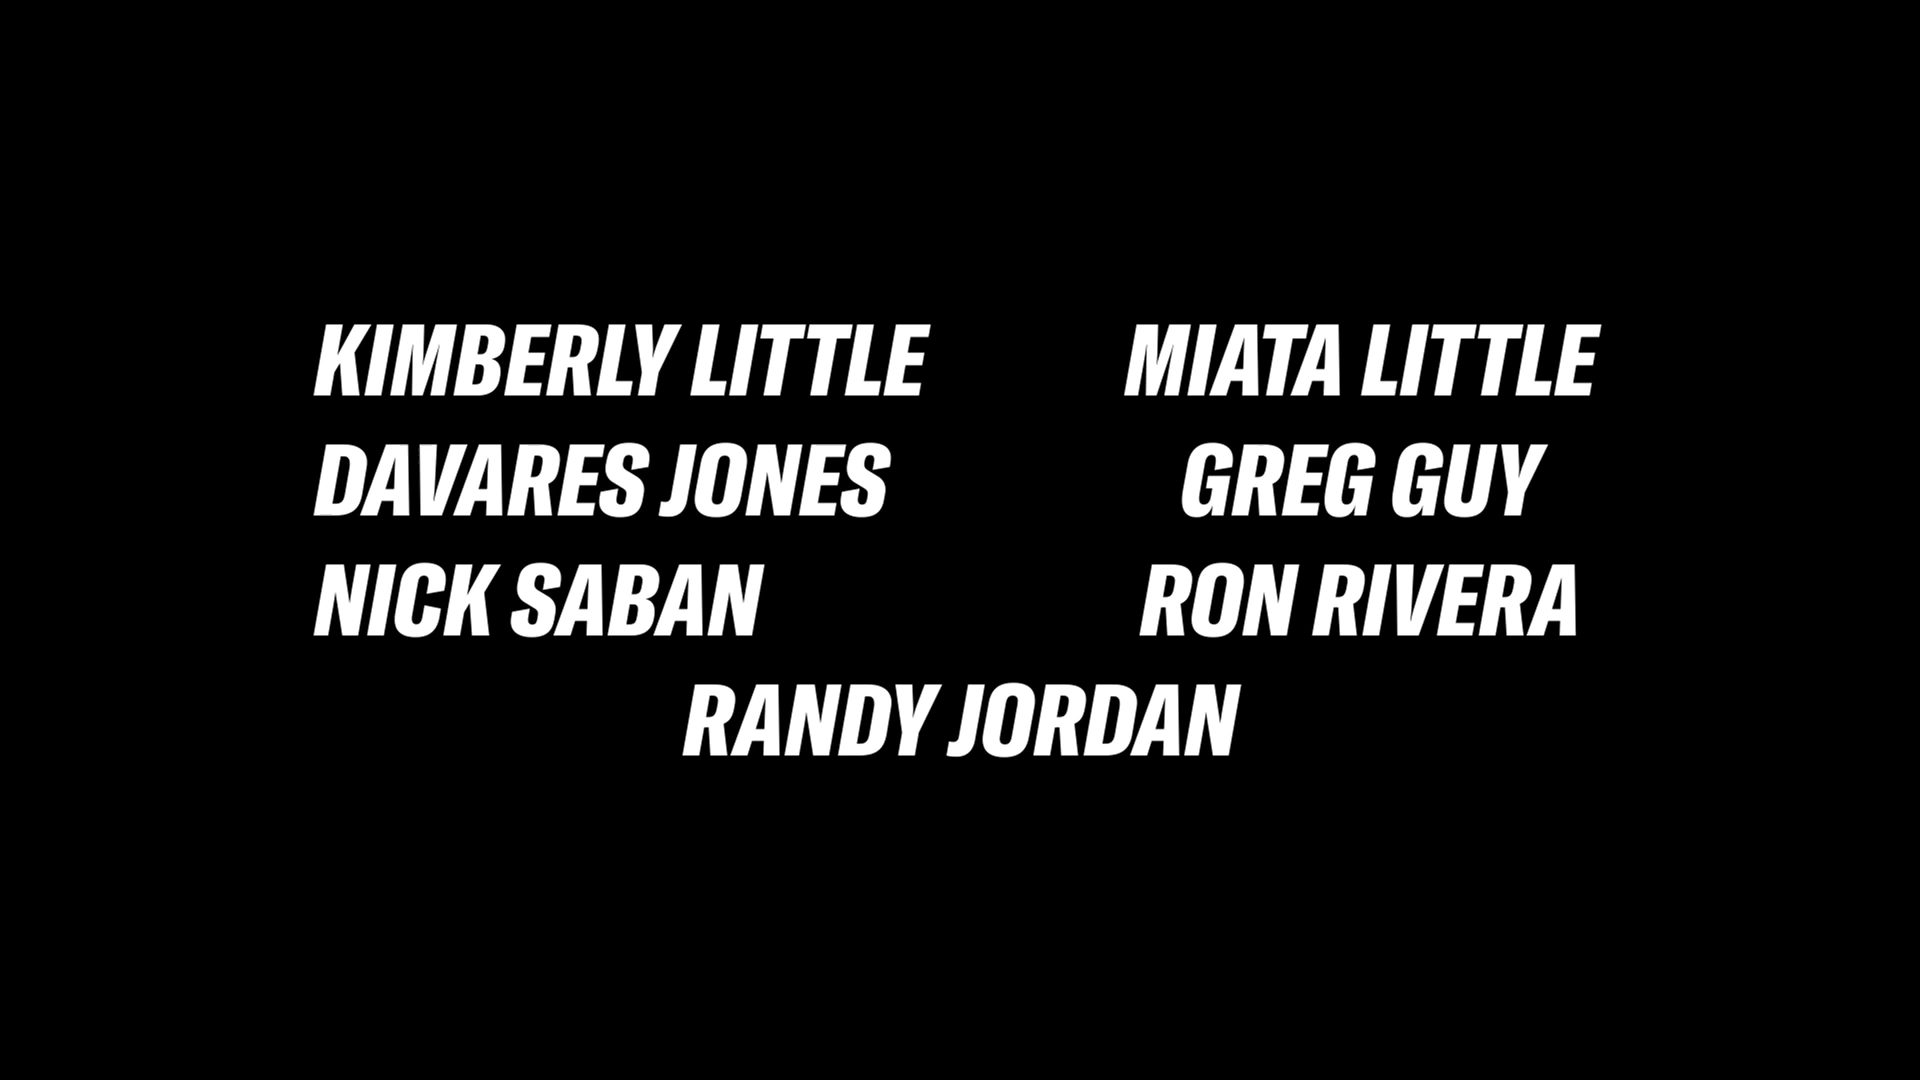 KIMBERLY LITTLE MIATA LITTLE
DAVARES JONES GREG GUY
NICK SABAN RON RIVERA
RANDY JORDAN